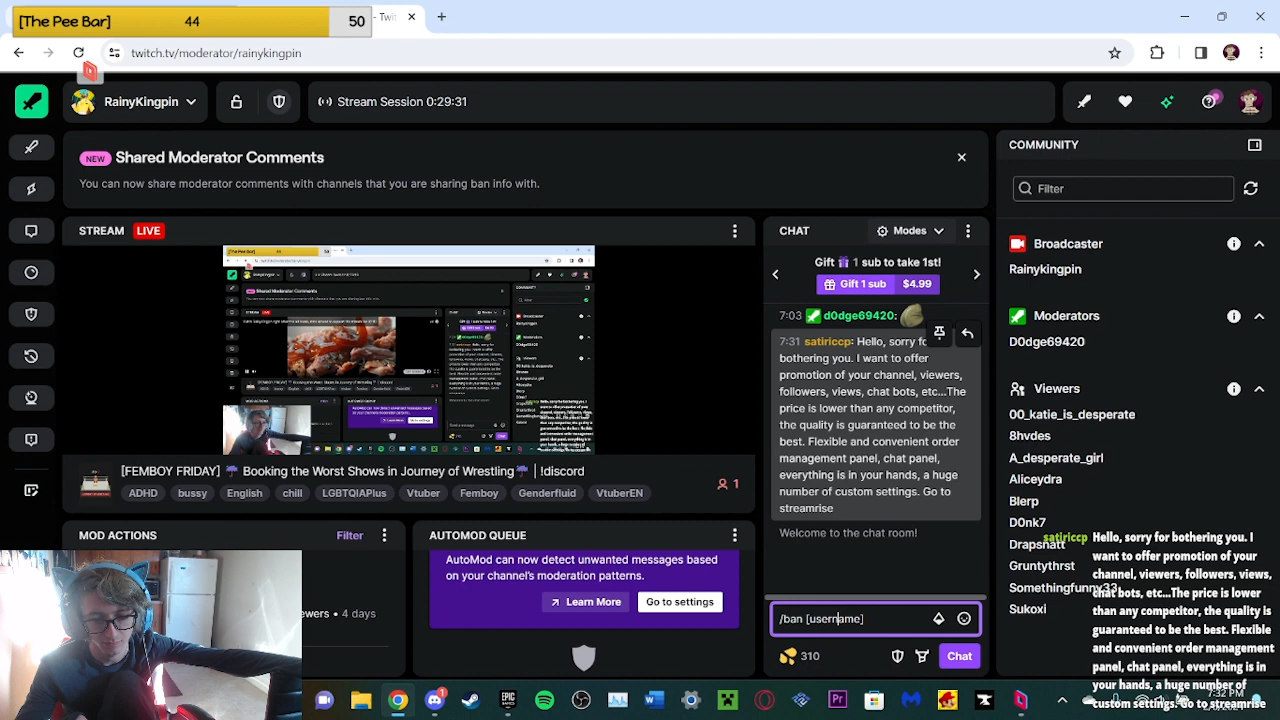 [The Pee Bar] 44 50
- Twit
twitch.tv/moderator/rainykingpin
RainyKingpin
Stream Session 0:29:31
NEW Shared Moderator Comments
You can now share moderator comments with channels that you are sharing ban info with.
STREAM LIVE
[FEMBOY FRIDAY] ☔ Booking the Worst Shows in Journey of Wrestling☔ | !discord
ADHD bussy English chill LGBTQIAPlus Vtuber Femboy Genderfluid VtuberEN
1
MOD ACTIONS Filter
4 days
AUTOMOD QUEUE
AutoMod can now detect unwanted messages based
on your channel's moderation patterns.
Learn More
Go to settings
CHAT
Modes
Gift 🎁 1 sub to take 1st!
Gift 1 sub $4.99
d0dge69420:
7:31 satiriccp: Hello,
bothering you. I want to offer
promotion of your channel, viewers,
followers, views, chat bots, etc...The
price is lower than any competitor,
the quality is guaranteed to be the
best. Flexible and convenient order
management panel, chat panel,
everything is in your hands, a huge
number of custom settings. Go to
streamrise
Welcome to the chat room!
/ban [username]
310
Chat
COMMUNITY
Filter
Broadcaster
RainyKingpin
Moderators
D0dge69420
Viewers
00_katie_is_desparate
8hvdes
A_desperate_girl
Aliceydra
Blerp
D0nk7
Drapsnatt
Gruntythrst
Sukoxi
satiriccp Hello, sorry for bothering you. I
want to offer promotion of your
channel, viewers, followers, views,
chat bots, etc...The price is lower
than any competitor, the quality is
guaranteed to be the best. Flexible
and convenient order management
panel, chat panel, everything is in
your hands, a huge number of
custom settings. Go to streamrise
:32 PM